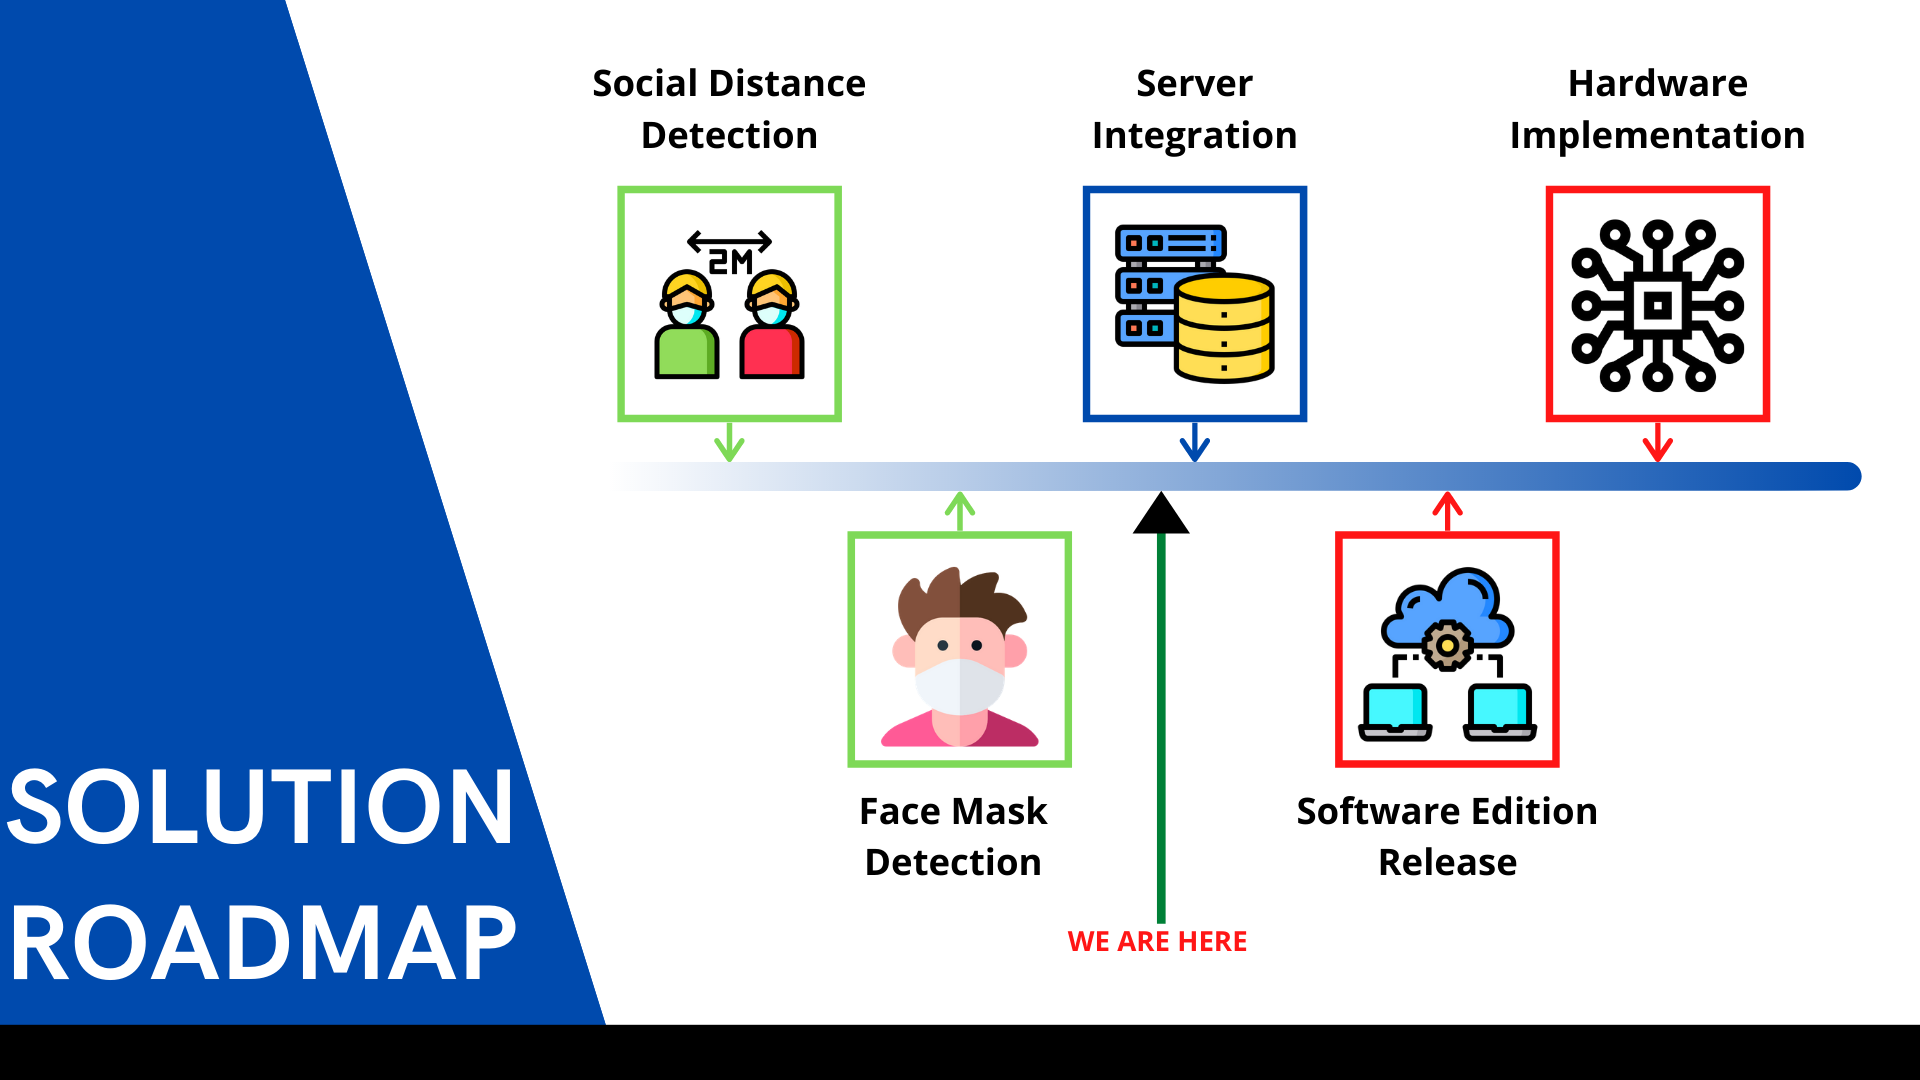 SOLUTION
ROADMAP
Social Distance
Detection
2M
Server
Integration
Hardware
Implementation
Face Mask
Detection
Software Edition
Release
WE ARE HERE